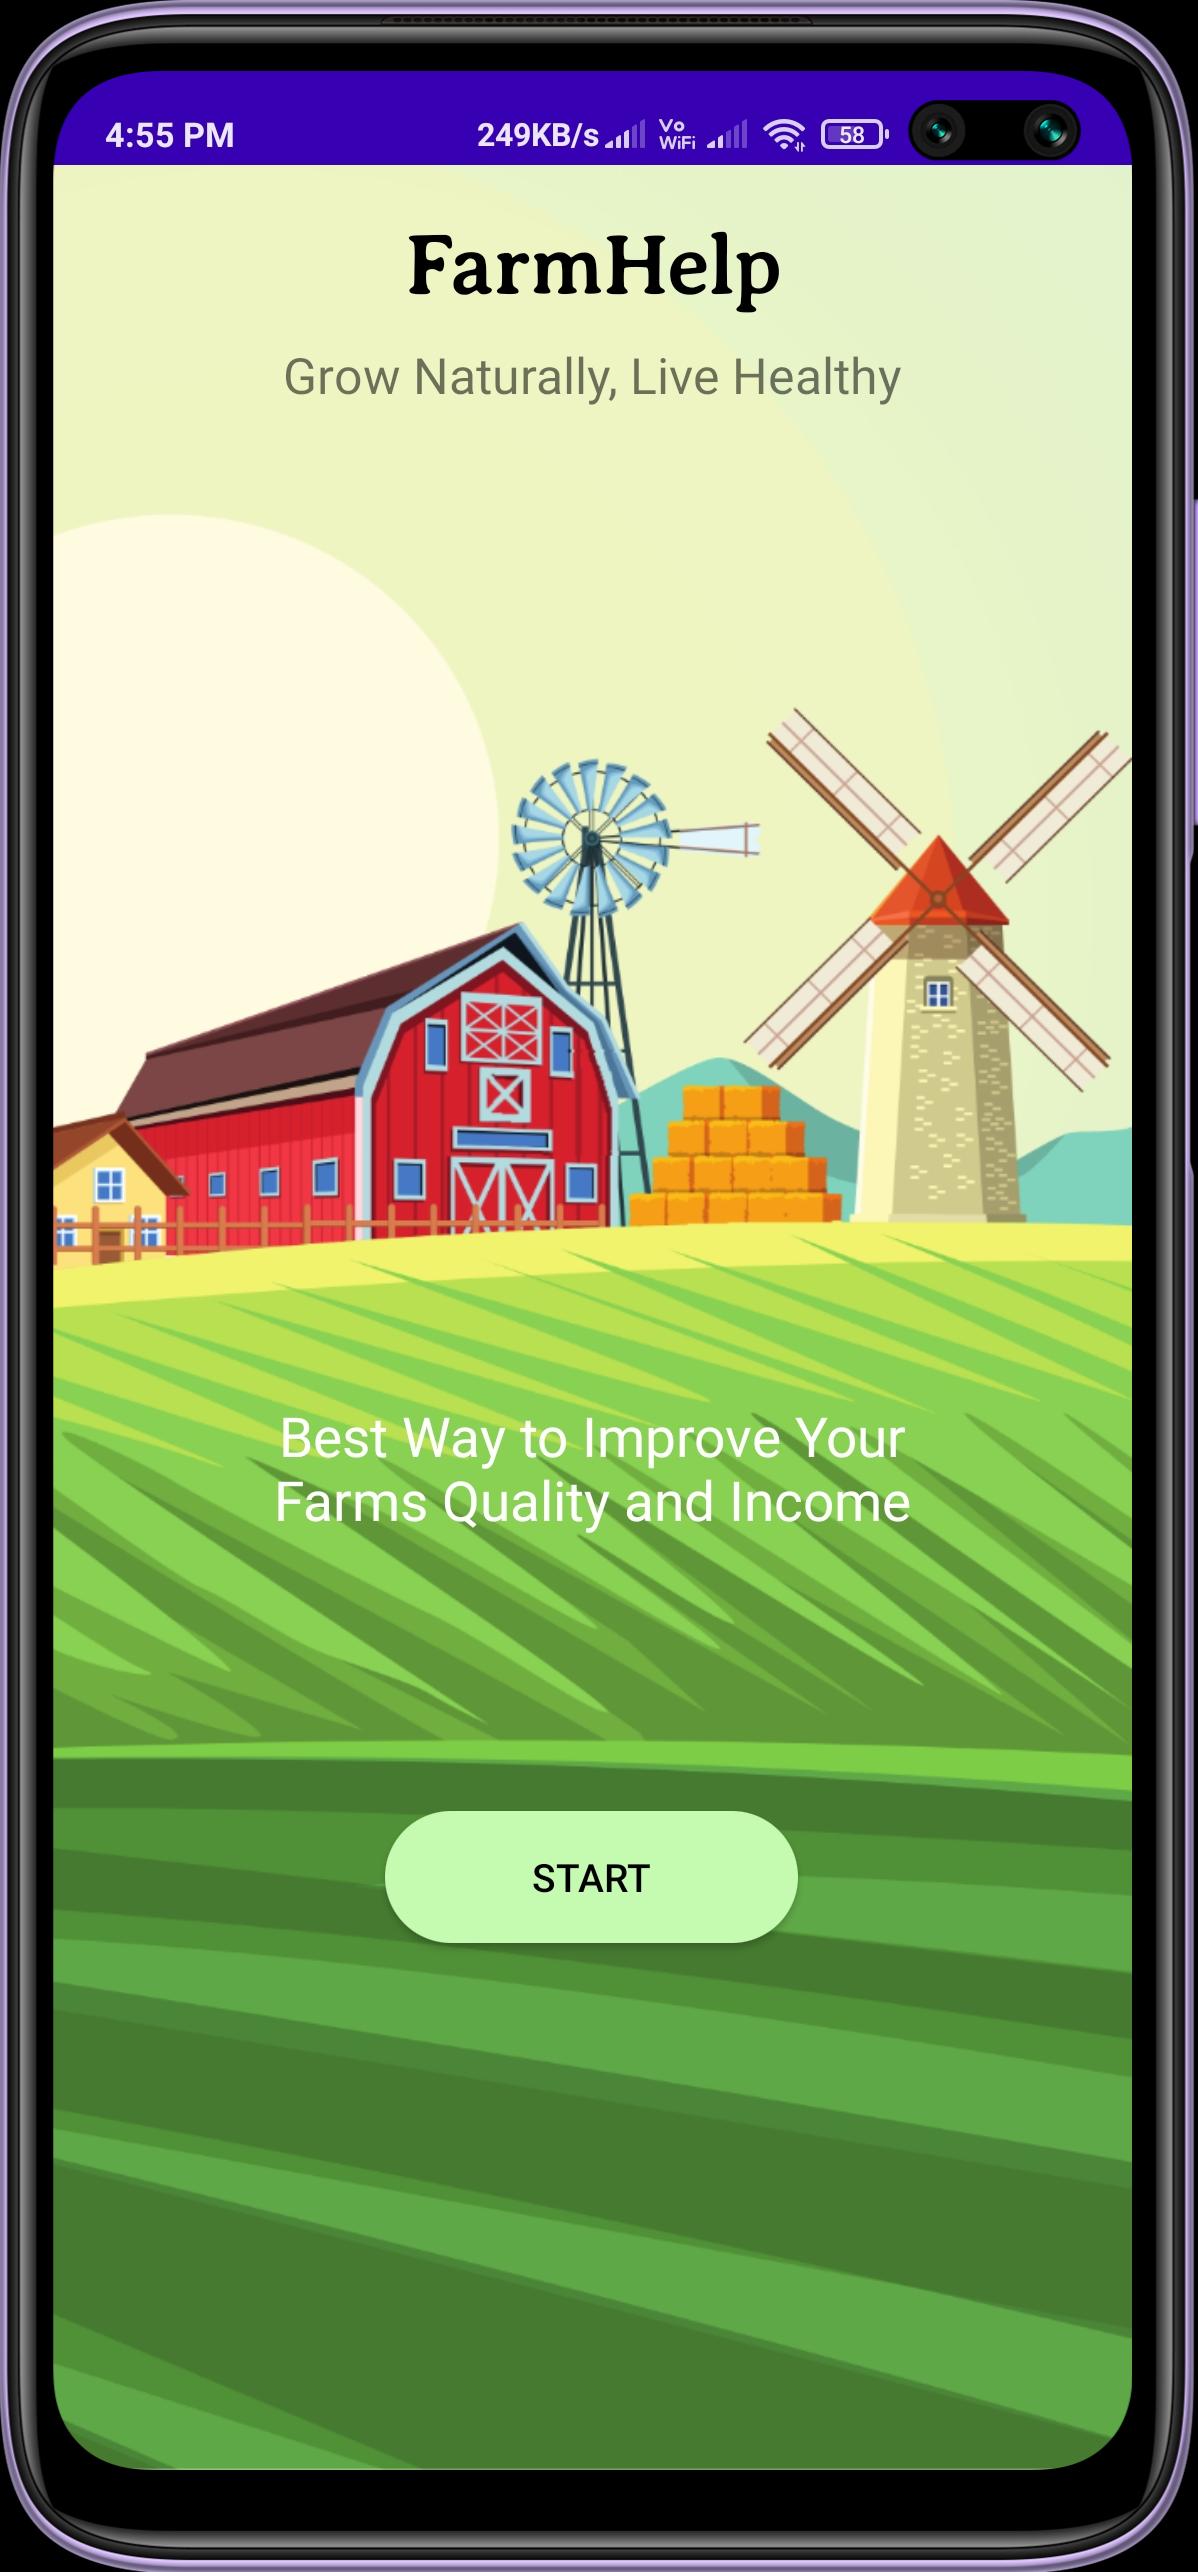 4:55 PM 249KB/s Vo WiFi 58
FarmHelp
Grow Naturally, Live Healthy
Best Way to Improve Your
Farms Quality and Income
START